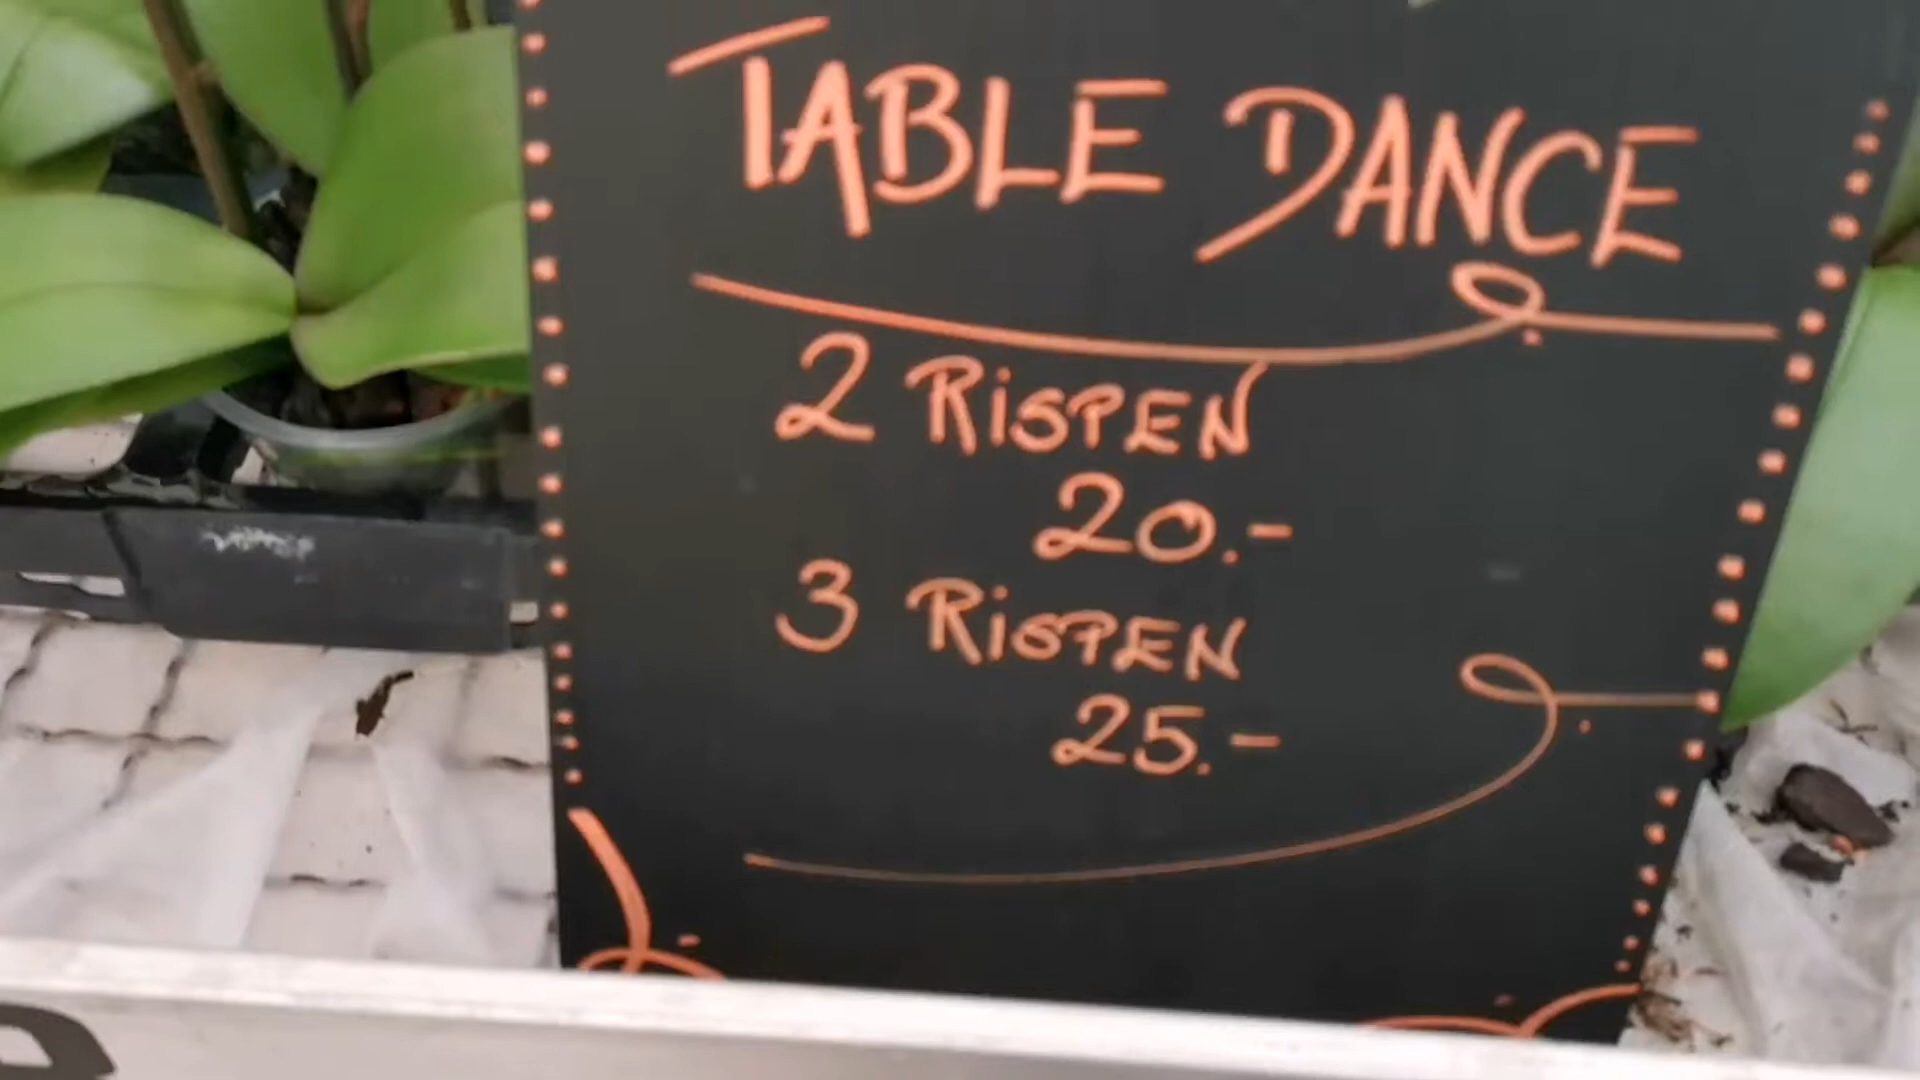 TABLE DANCE
2 RiSPEN
20.-
3 RiSPEN
25.-